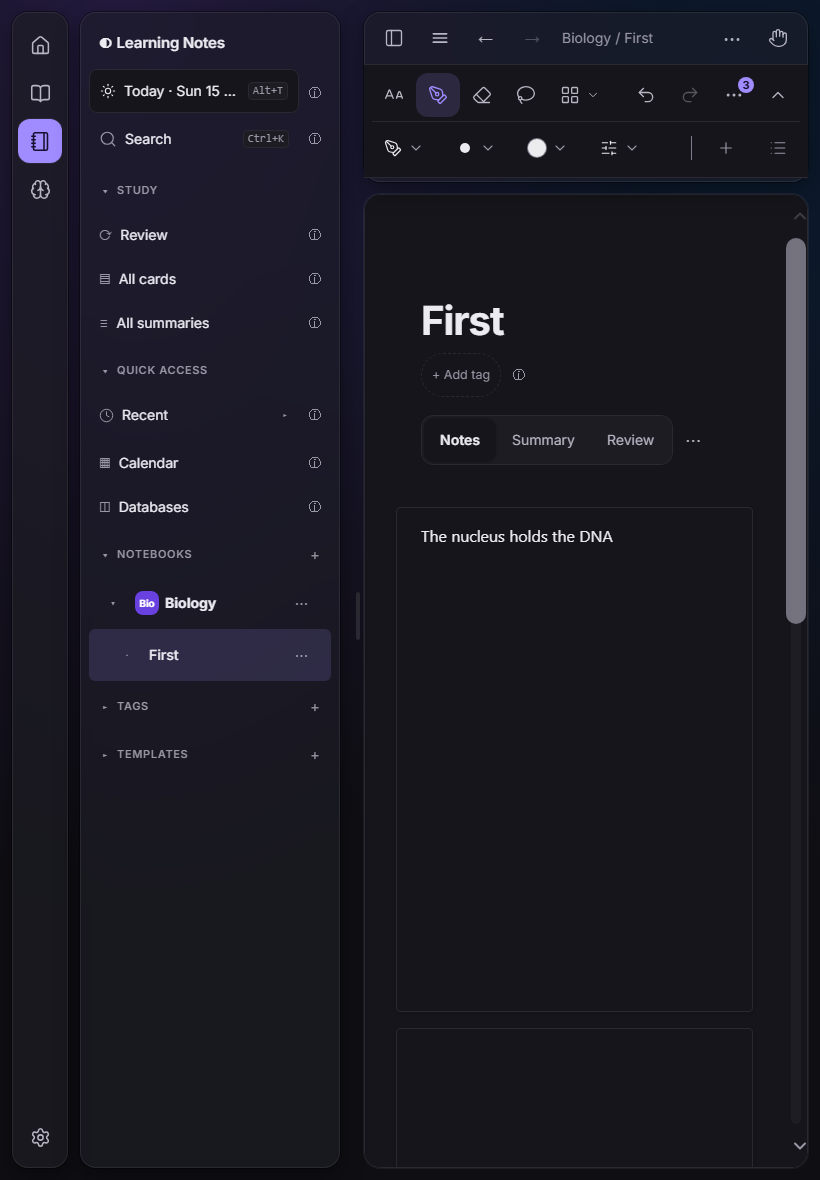 Learning Notes
Today · Sun 15 ... Alt+T
Search Ctrl+K
STUDY
Review
All cards
All summaries
QUICK ACCESS
Recent
Calendar
Databases
NOTEBOOKS +
Bio Biology ...
First ...
TAGS +
TEMPLATES +
Biology / First ...
AA 3
First
+ Add tag
Notes Summary Review ...
The nucleus holds the DNA